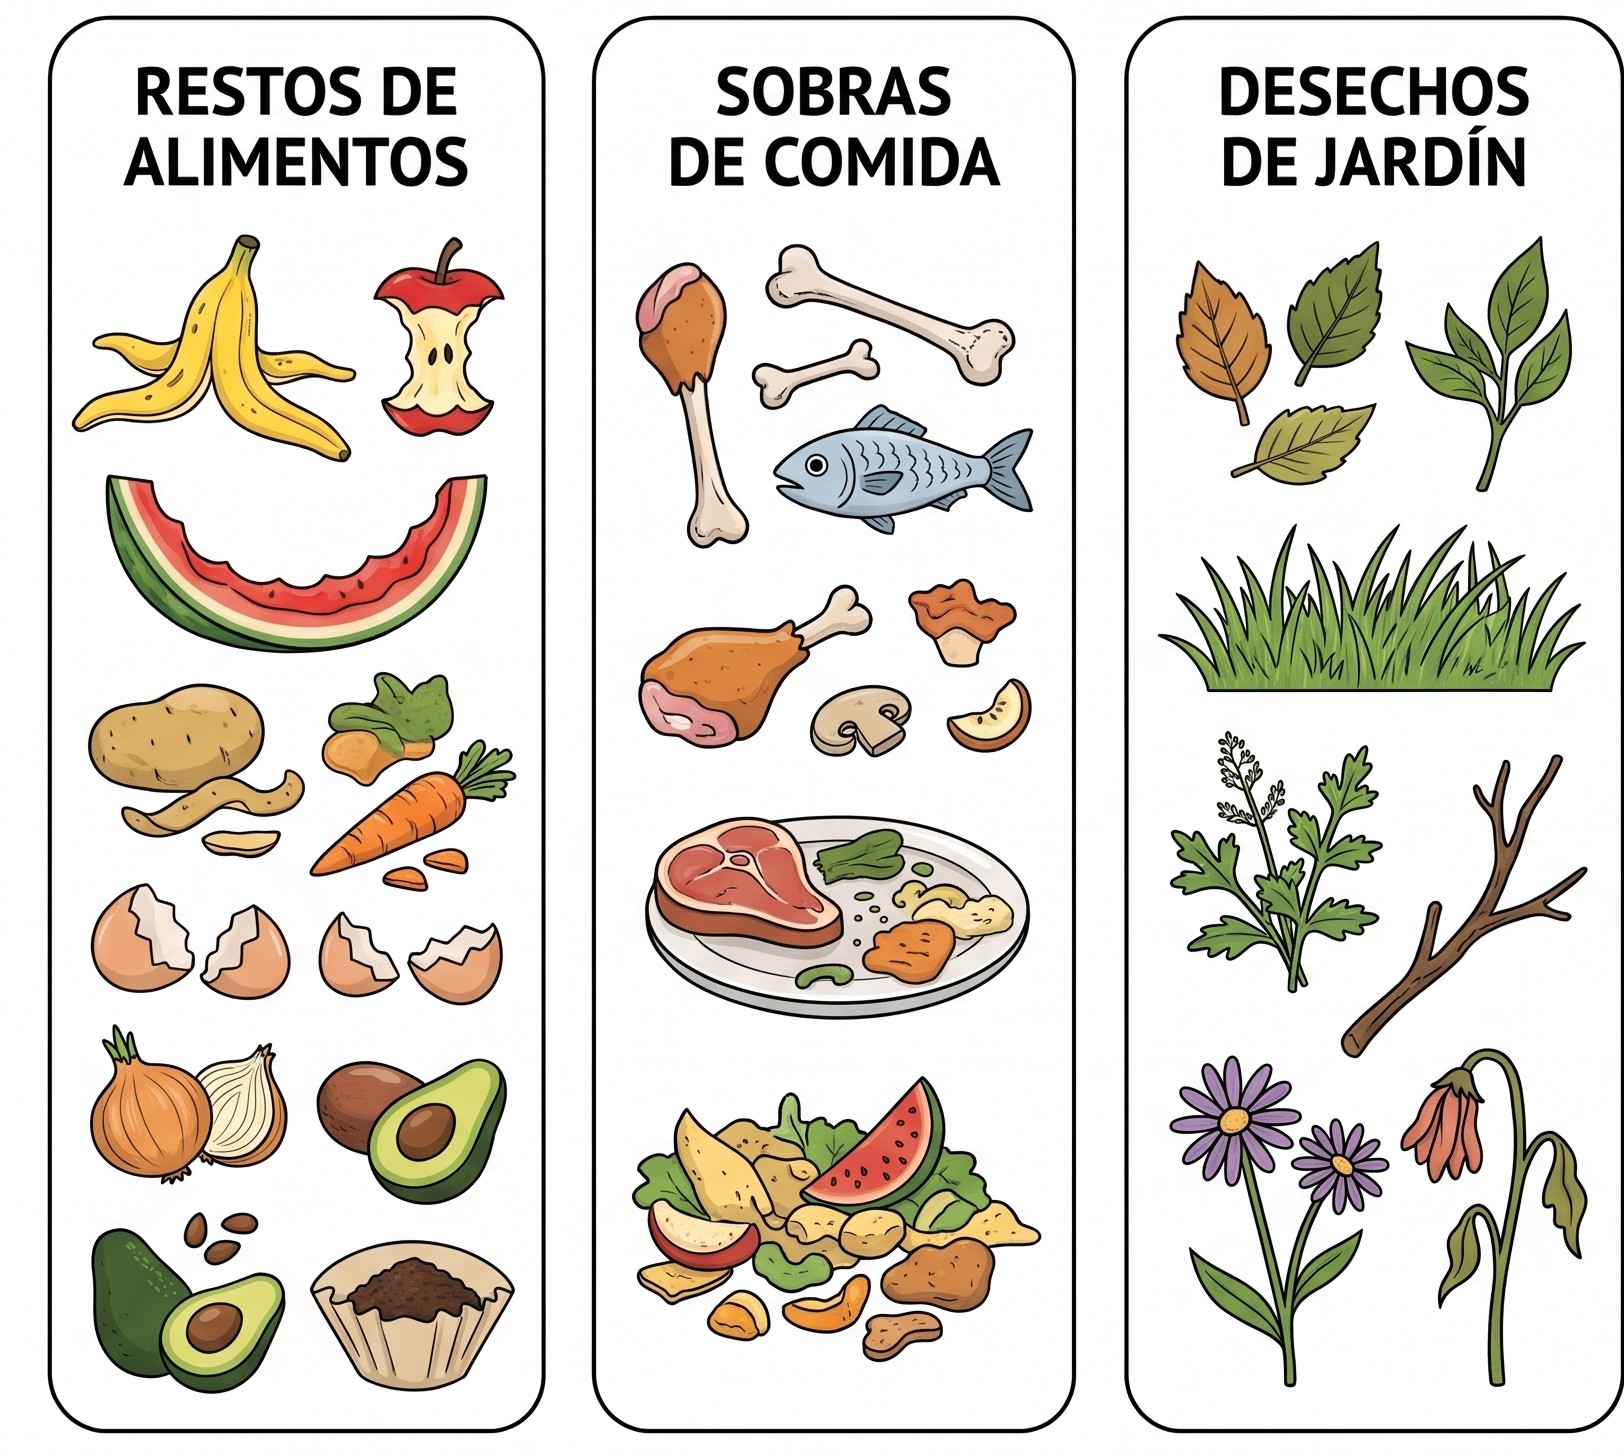 RESTOS DE
ALIMENTOS
SOBRAS
DE COMIDA
DESECHOS
DE JARDÍN